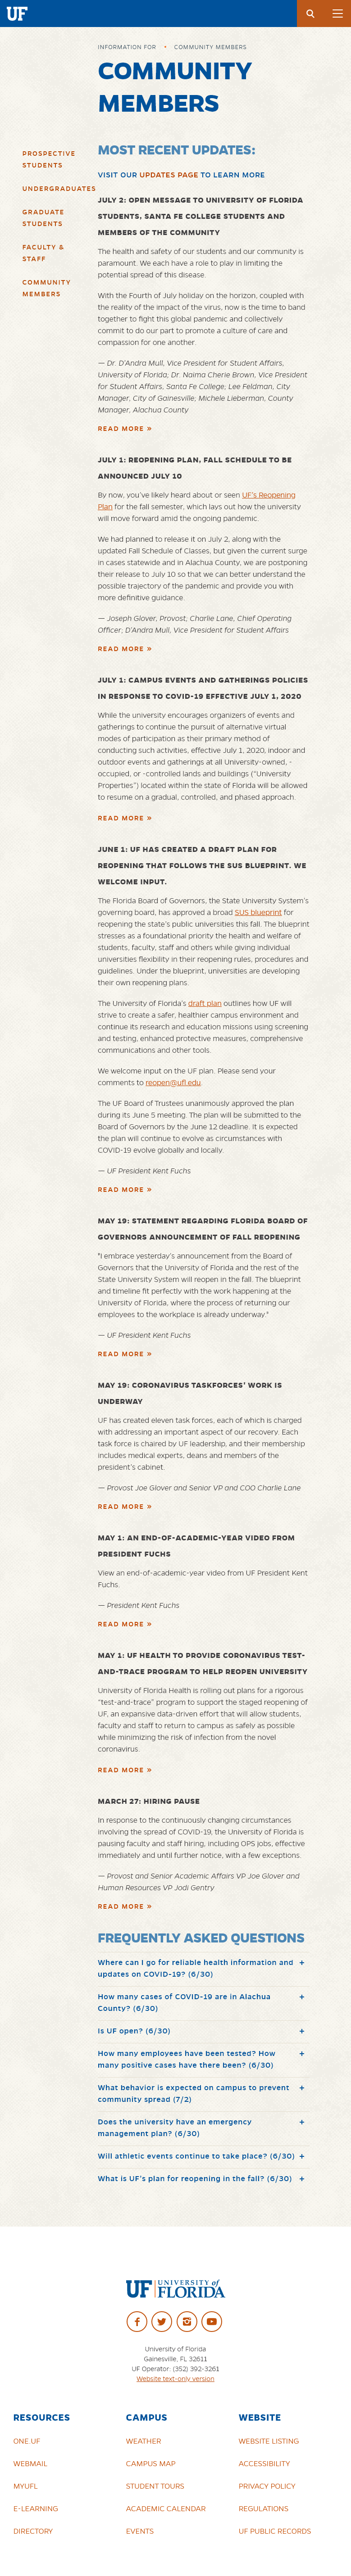 UF
INFORMATION FOR • COMMUNITY MEMBERS
COMMUNITY
MEMBERS
PROSPECTIVE
STUDENTS
UNDERGRADUATES
GRADUATE
STUDENTS
FACULTY &
STAFF
COMMUNITY
MEMBERS
MOST RECENT UPDATES:
VISIT OUR UPDATES PAGE TO LEARN MORE
JULY 2: OPEN MESSAGE TO UNIVERSITY OF FLORIDA
STUDENTS, SANTA FE COLLEGE STUDENTS AND
MEMBERS OF THE COMMUNITY
The health and safety of our students and our community is
paramount. We each have a role to play in limiting the
potential spread of this disease.
With the Fourth of July holiday on the horizon, coupled with
the reality of the impact of the virus, now is the time to band
together to fight this global pandemic and collectively
commit to do our part to promote a culture of care and
compassion for one another.
— Dr. D'Andra Mull, Vice President for Student Affairs,
University of Florida; Dr. Naima Cherie Brown, Vice President
for Student Affairs, Santa Fe College; Lee Feldman, City
Manager, City of Gainesville; Michele Lieberman, County
Manager, Alachua County
READ MORE »
JULY 1: REOPENING PLAN, FALL SCHEDULE TO BE
ANNOUNCED JULY 10
By now, you've likely heard about or seen UF's Reopening
Plan for the fall semester, which lays out how the university
will move forward amid the ongoing pandemic.
We had planned to release it on July 2, along with the
updated Fall Schedule of Classes, but given the current surge
in cases statewide and in Alachua County, we are postponing
their release to July 10 so that we can better understand the
possible trajectory of the pandemic and provide you with
more definitive guidance.
— Joseph Glover, Provost; Charlie Lane, Chief Operating
Officer; D'Andra Mull, Vice President for Student Affairs
READ MORE »
JULY 1: CAMPUS EVENTS AND GATHERINGS POLICIES
IN RESPONSE TO COVID-19 EFFECTIVE JULY 1, 2020
While the university encourages organizers of events and
gatherings to continue the pursuit of alternative virtual
modes of participation as their primary method of
conducting such activities, effective July 1, 2020, indoor and
outdoor events and gatherings at all University-owned, -
occupied, or -controlled lands and buildings ("University
Properties") located within the state of Florida will be allowed
to resume on a gradual, controlled, and phased approach.
READ MORE »
JUNE 1: UF HAS CREATED A DRAFT PLAN FOR
REOPENING THAT FOLLOWS THE SUS BLUEPRINT. WE
WELCOME INPUT.
The Florida Board of Governors, the State University System's
governing board, has approved a broad SUS blueprint for
reopening the state's public universities this fall. The blueprint
stresses as a foundational priority the health and welfare of
students, faculty, staff and others while giving individual
universities flexibility in their reopening rules, procedures and
guidelines. Under the blueprint, universities are developing
their own reopening plans.
The University of Florida's draft plan outlines how UF will
strive to create a safer, healthier campus environment and
continue its research and education missions using screening
and testing, enhanced protective measures, comprehensive
communications and other tools.
We welcome input on the UF plan. Please send your
comments to reopen@ufl.edu.
The UF Board of Trustees unanimously approved the plan
during its June 5 meeting. The plan will be submitted to the
Board of Governors by the June 12 deadline. It is expected
the plan will continue to evolve as circumstances with
COVID-19 evolve globally and locally.
— UF President Kent Fuchs
READ MORE »
MAY 19: STATEMENT REGARDING FLORIDA BOARD OF
GOVERNORS ANNOUNCEMENT OF FALL REOPENING
"I embrace yesterday's announcement from the Board of
Governors that the University of Florida and the rest of the
State University System will reopen in the fall. The blueprint
and timeline fit perfectly with the work happening at the
University of Florida, where the process of returning our
employees to the workplace is already underway."
— UF President Kent Fuchs
READ MORE »
MAY 19: CORONAVIRUS TASKFORCES' WORK IS
UNDERWAY
UF has created eleven task forces, each of which is charged
with addressing an important aspect of our recovery. Each
task force is chaired by UF leadership, and their membership
includes medical experts, deans and members of the
president's cabinet.
— Provost Joe Glover and Senior VP and COO Charlie Lane
READ MORE »
MAY 1: AN END-OF-ACADEMIC-YEAR VIDEO FROM
PRESIDENT FUCHS
View an end-of-academic-year video from UF President Kent
Fuchs.
— President Kent Fuchs
READ MORE »
MAY 1: UF HEALTH TO PROVIDE CORONAVIRUS TEST-
AND-TRACE PROGRAM TO HELP REOPEN UNIVERSITY
University of Florida Health is rolling out plans for a rigorous
"test-and-trace" program to support the staged reopening of
UF, an expansive data-driven effort that will allow students,
faculty and staff to return to campus as safely as possible
while minimizing the risk of infection from the novel
coronavirus.
READ MORE »
MARCH 27: HIRING PAUSE
In response to the continuously changing circumstances
involving the spread of COVID-19, the University of Florida is
pausing faculty and staff hiring, including OPS jobs, effective
immediately and until further notice, with a few exceptions.
— Provost and Senior Academic Affairs VP Joe Glover and
Human Resources VP Jodi Gentry
READ MORE »
FREQUENTLY ASKED QUESTIONS
Where can I go for reliable health information and +
updates on COVID-19? (6/30)
How many cases of COVID-19 are in Alachua +
County? (6/30)
Is UF open? (6/30) +
How many employees have been tested? How +
many positive cases have there been? (6/30)
What behavior is expected on campus to prevent +
community spread (7/2)
Does the university have an emergency +
management plan? (6/30)
Will athletic events continue to take place? (6/30) +
What is UF's plan for reopening in the fall? (6/30) +
UF UNIVERSITY of
FLORIDA
University of Florida
Gainesville, FL 32611
UF Operator: (352) 392-3261
Website text-only version
RESOURCES
ONE.UF
WEBMAIL
MYUFL
E-LEARNING
DIRECTORY
CAMPUS
WEATHER
CAMPUS MAP
STUDENT TOURS
ACADEMIC CALENDAR
EVENTS
WEBSITE
WEBSITE LISTING
ACCESSIBILITY
PRIVACY POLICY
REGULATIONS
UF PUBLIC RECORDS